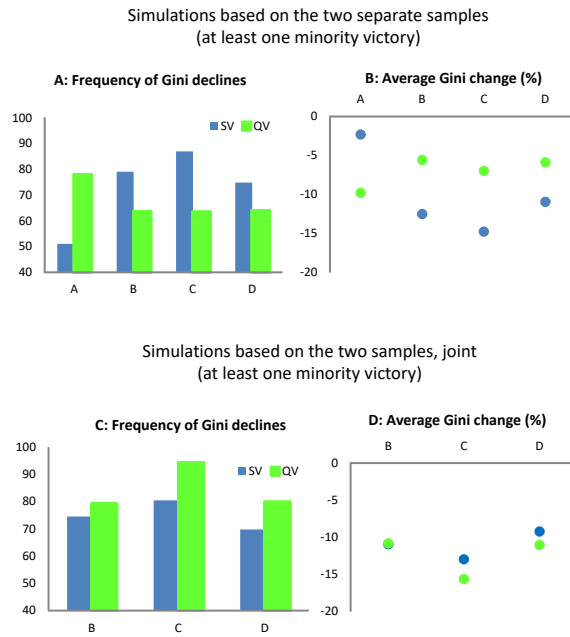 Simulations based on the two separate samples
(at least one minority victory)
A: Frequency of Gini declines
100
90
80
70
60
50
40
SV
QV
A
B
C
D
B: Average Gini change (%)
A
B
C
D
0
-5
-10
-15
-20
Simulations based on the two samples, joint
(at least one minority victory)
C: Frequency of Gini declines
100
90
80
70
60
50
40
SV
QV
B
C
D
D: Average Gini change (%)
B
C
D
0
-5
-10
-15
-20